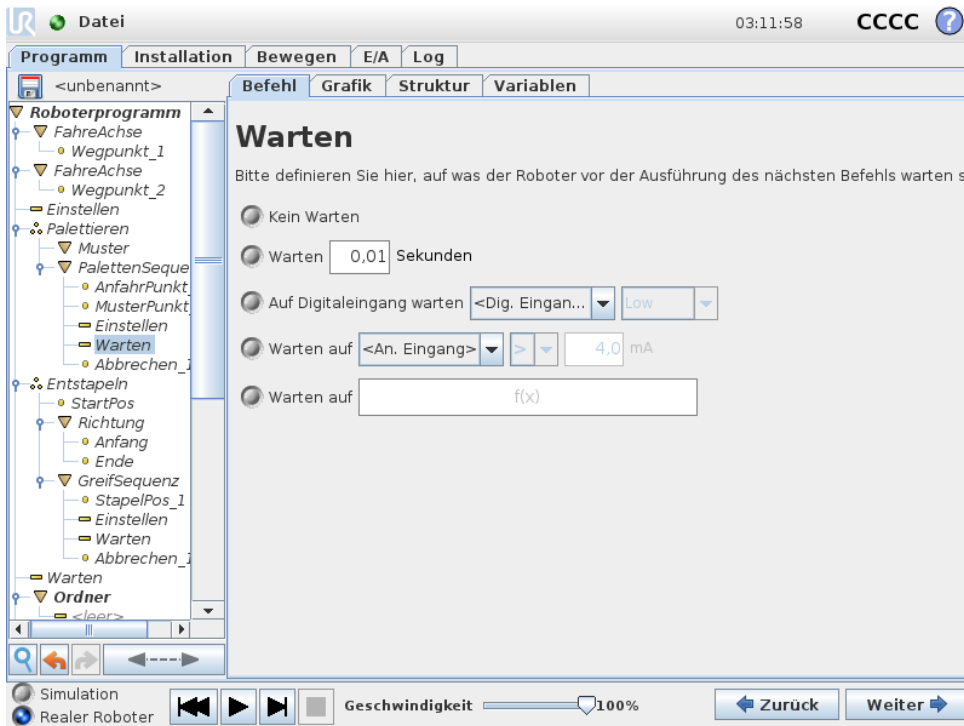 UR Datei 03:11:58 CCCC ?
Programm Installation Bewegen E/A Log
<unbenannt> Befehl Grafik Struktur Variablen
Roboterprogramm
FahreAchse
Wegpunkt_1
FahreAchse
Wegpunkt_2
Einstellen
Palettieren
Muster
PalettenSeque
AnfahrPunkt_
MusterPunkt_
Einstellen
Warten
Abbrechen_1
Entstapeln
StartPos
Richtung
Anfang
Ende
GreifSequenz
StapelPos_1
Einstellen
Warten
Abbrechen_1
Warten
Ordner
<leer>
Warten
Bitte definieren Sie hier, auf was der Roboter vor der Ausführung des nächsten Befehls warten s
Kein Warten
Warten 0,01 Sekunden
Auf Digitaleingang warten <Dig. Eingan... Low
Warten auf <An. Eingang> > 4,0 mA
Warten auf f(x)
Simulation
Realer Roboter
Geschwindigkeit 100% Zurück Weiter